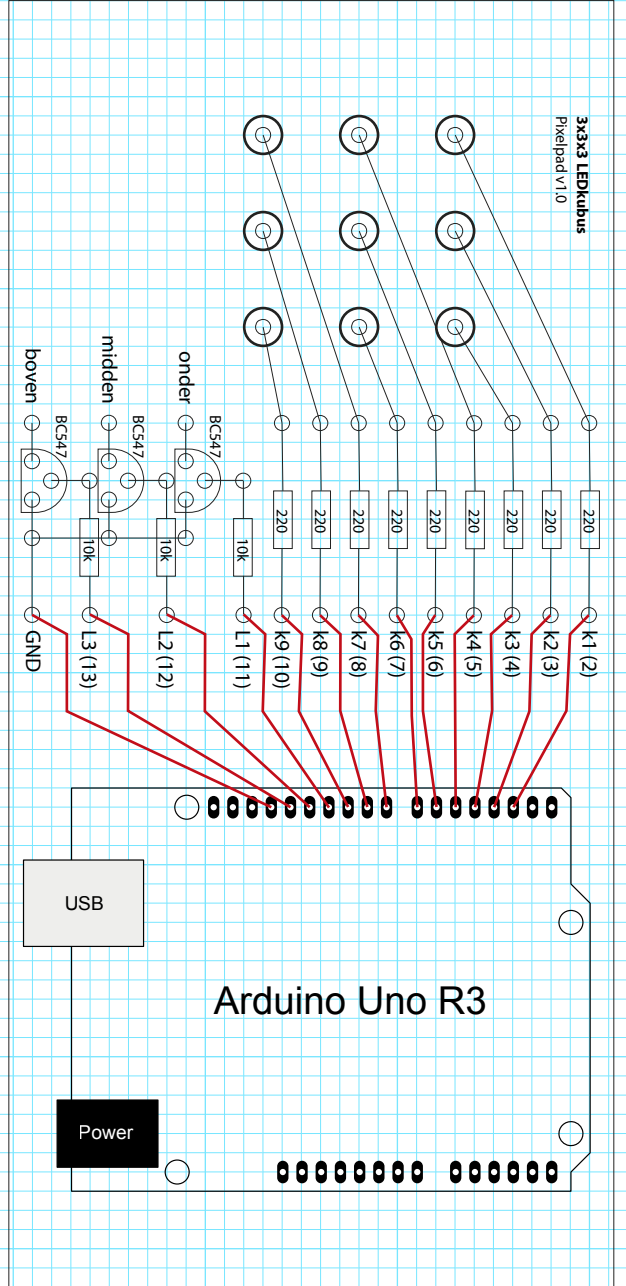 3x3x3 LEDkubus
Pixelpad v1.0
boven
midden
onder
BC547
BC547
BC547
10k
10k
10k
220
220
220
220
220
220
220
220
220
GND
L3 (13)
L2 (12)
L1 (11)
k9 (10)
k8 (9)
k7 (8)
k6 (7)
k5 (6)
k4 (5)
k3 (4)
k2 (3)
k1 (2)
USB
Arduino Uno R3
Power